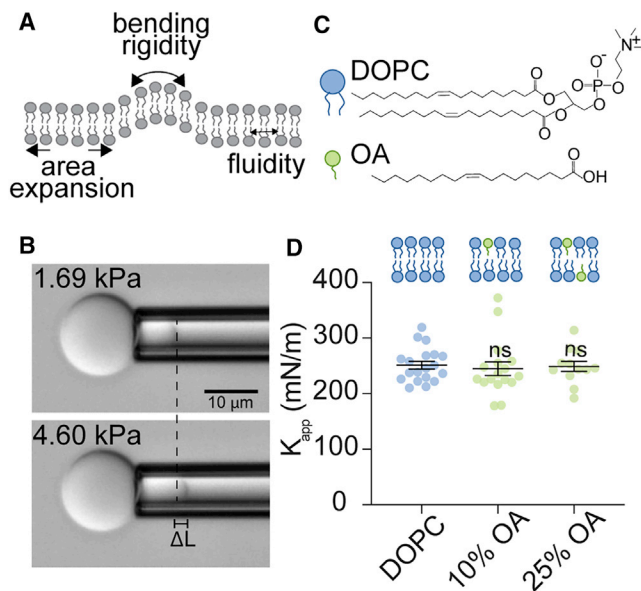 A
bending
rigidity
area
expansion
fluidity
B
1.69 kPa
10 µm
4.60 kPa
ΔL
C
DOPC
OA
O
O
O
O
O⁻
P
O
O
N⁺
O
OH
D
K_app (mN/m)
400
300
200
100
0
ns
ns
DOPC
10% OA
25% OA